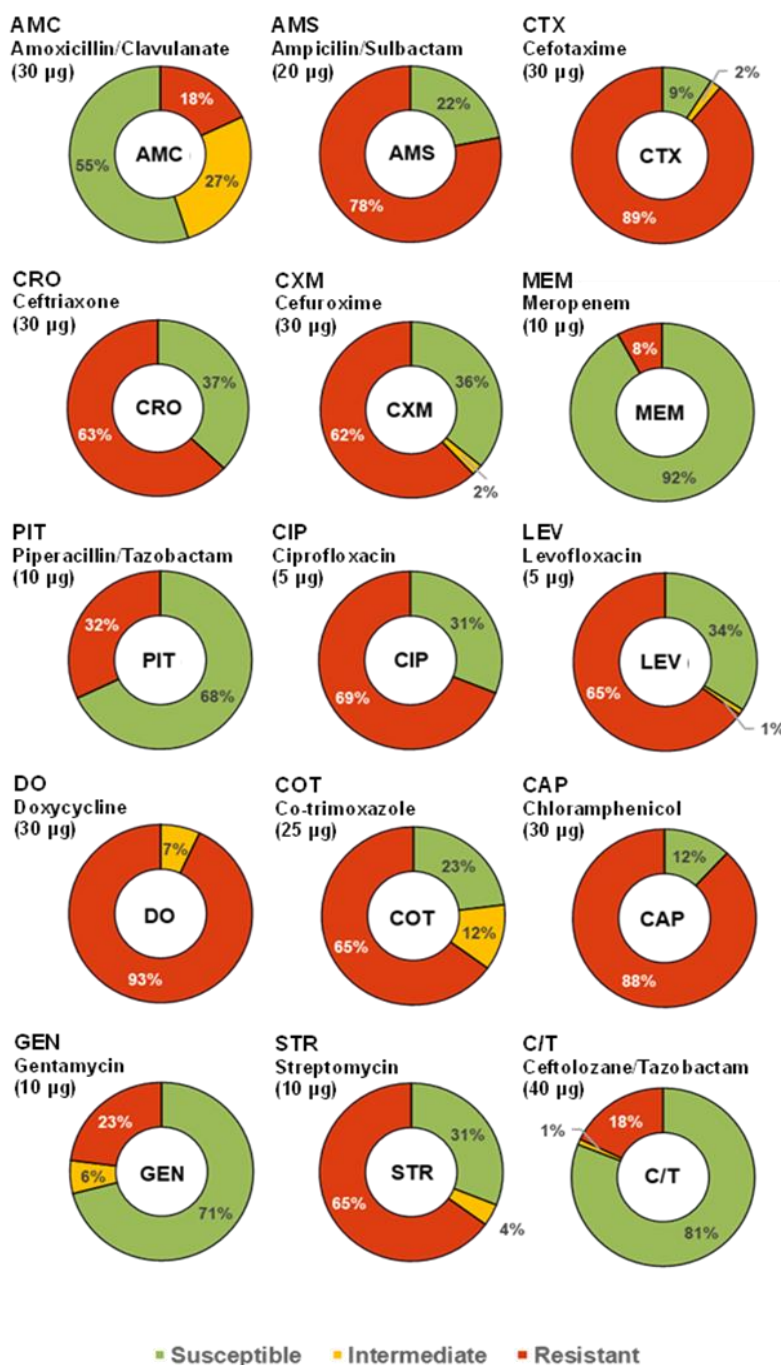 AMC
Amoxicillin/Clavulanate
(30 µg)
18%
27%
55%
AMC
AMS
Ampicilin/Sulbactam
(20 µg)
22%
78%
AMS
CTX
Cefotaxime
(30 µg)
9%
2%
89%
CTX
CRO
Ceftriaxone
(30 µg)
37%
63%
CRO
CXM
Cefuroxime
(30 µg)
36%
2%
62%
CXM
MEM
Meropenem
(10 µg)
8%
92%
MEM
PIT
Piperacillin/Tazobactam
(10 µg)
32%
68%
PIT
CIP
Ciprofloxacin
(5 µg)
31%
69%
CIP
LEV
Levofloxacin
(5 µg)
34%
1%
65%
LEV
DO
Doxycycline
(30 µg)
7%
93%
DO
COT
Co-trimoxazole
(25 µg)
23%
12%
65%
COT
CAP
Chloramphenicol
(30 µg)
12%
88%
CAP
GEN
Gentamycin
(10 µg)
23%
6%
71%
GEN
STR
Streptomycin
(10 µg)
31%
4%
65%
STR
C/T
Ceftolozane/Tazobactam
(40 µg)
18%
1%
81%
C/T
Susceptible Intermediate Resistant